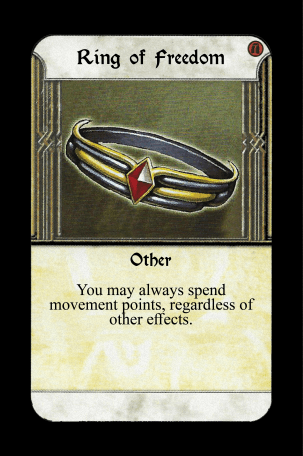 Ring of Freedom
Other
You may always spend
movement points, regardless of
other effects.